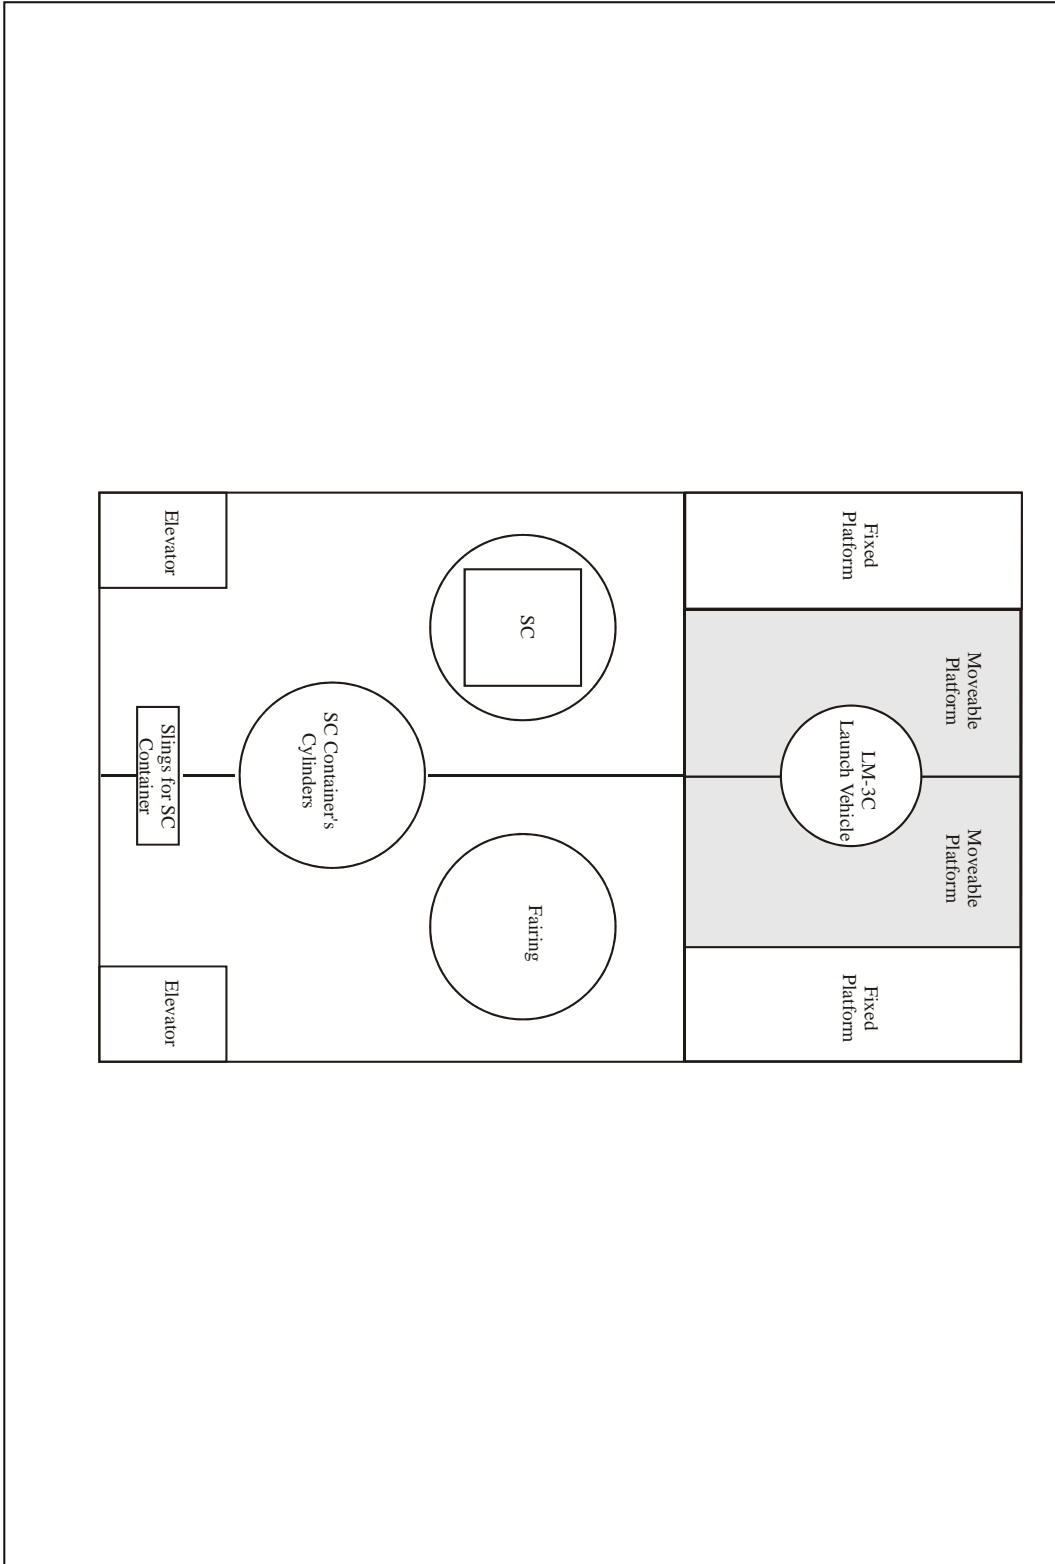 Moveable
Platform
Moveable
Platform
Fixed
Platform
LM-3C
Launch Vehicle
Fixed
Platform
SC
Fairing
SC Container's
Cylinders
Elevator
Slings for SC
Container
Elevator